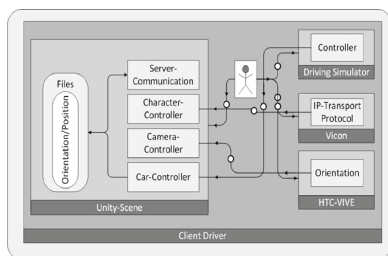 Files
Orientation/Position
Server-
Communication
Character-
Controller
Camera-
Controller
Car-Controller
Unity-Scene
Controller
Driving Simulator
IP-Transport
Protocol
Vicon
Orientation
HTC-VIVE
Client Driver